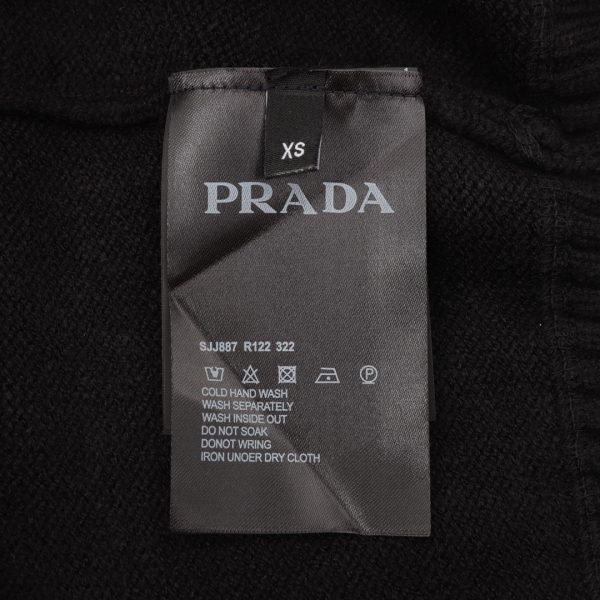 XS
PRADA
SJJ887 R122 322
COLD HAND WASH
WASH SEPARATELY
WASH INSIDE OUT
DO NOT SOAK
DONOT WRING
IRON UNOER DRY CLOTH